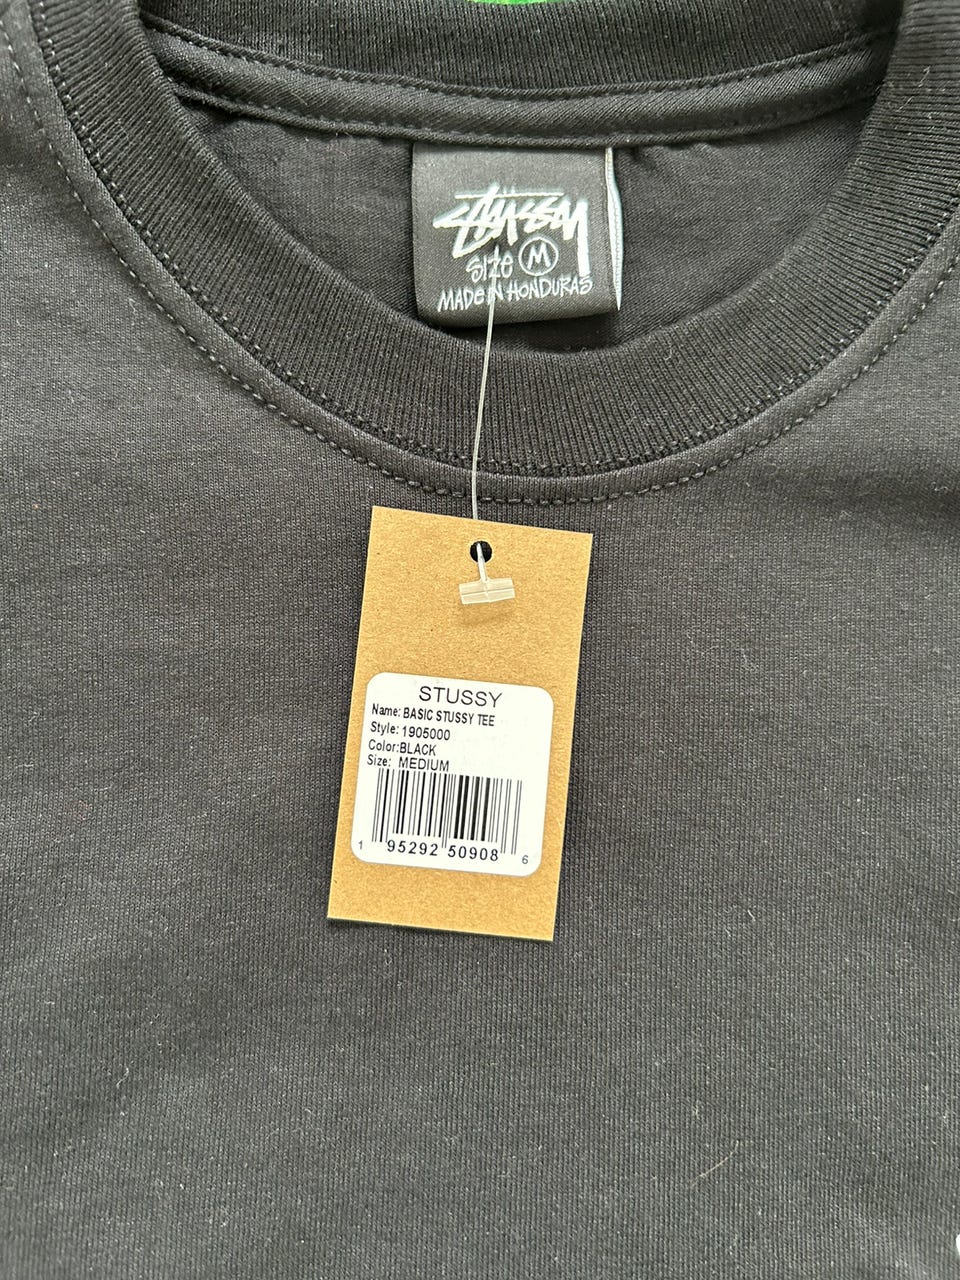 STÜSSY
SIZE M
MADE IN HONDURAS
STUSSY
Name: BASIC STUSSY TEE
Style: 1905000
Color:BLACK
Size: MEDIUM
1 95292 50908 6